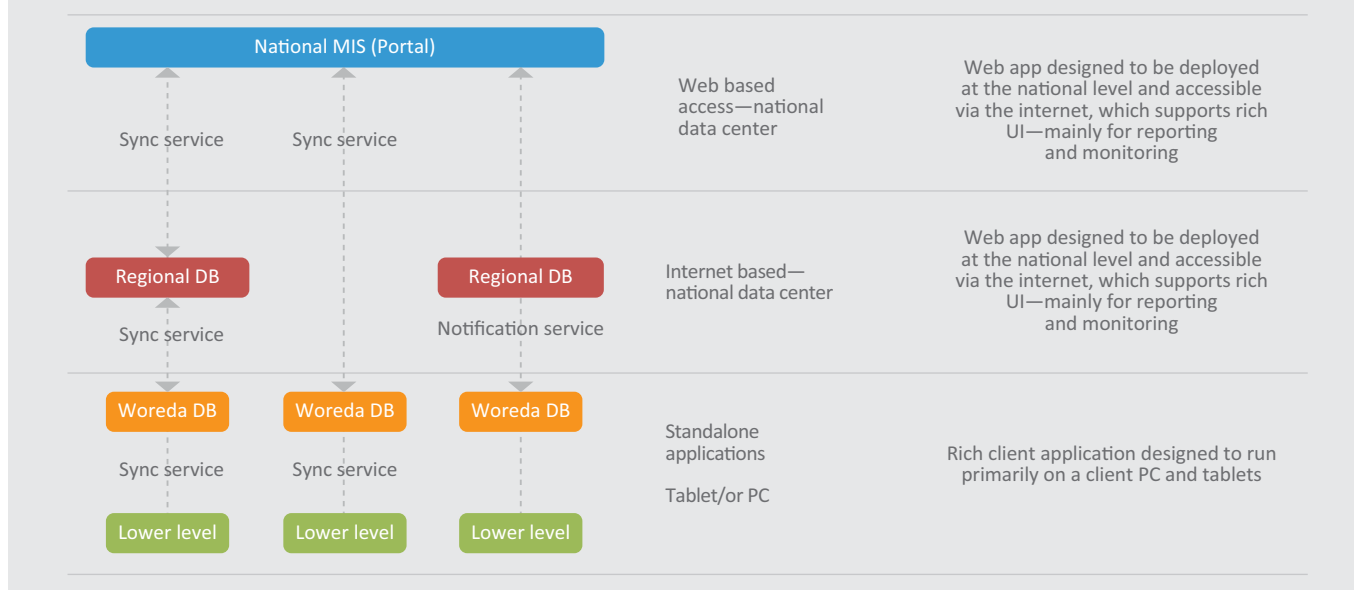 National MIS (Portal)
Sync service
Sync service
Web based
access—national
data center
Web app designed to be deployed
at the national level and accessible
via the internet, which supports rich
UI—mainly for reporting
and monitoring
Regional DB
Regional DB
Sync service
Notification service
Internet based—
national data center
Web app designed to be deployed
at the national level and accessible
via the internet, which supports rich
UI—mainly for reporting
and monitoring
Woreda DB
Woreda DB
Woreda DB
Sync service
Sync service
Lower level
Lower level
Lower level
Standalone
applications
Tablet/or PC
Rich client application designed to run
primarily on a client PC and tablets